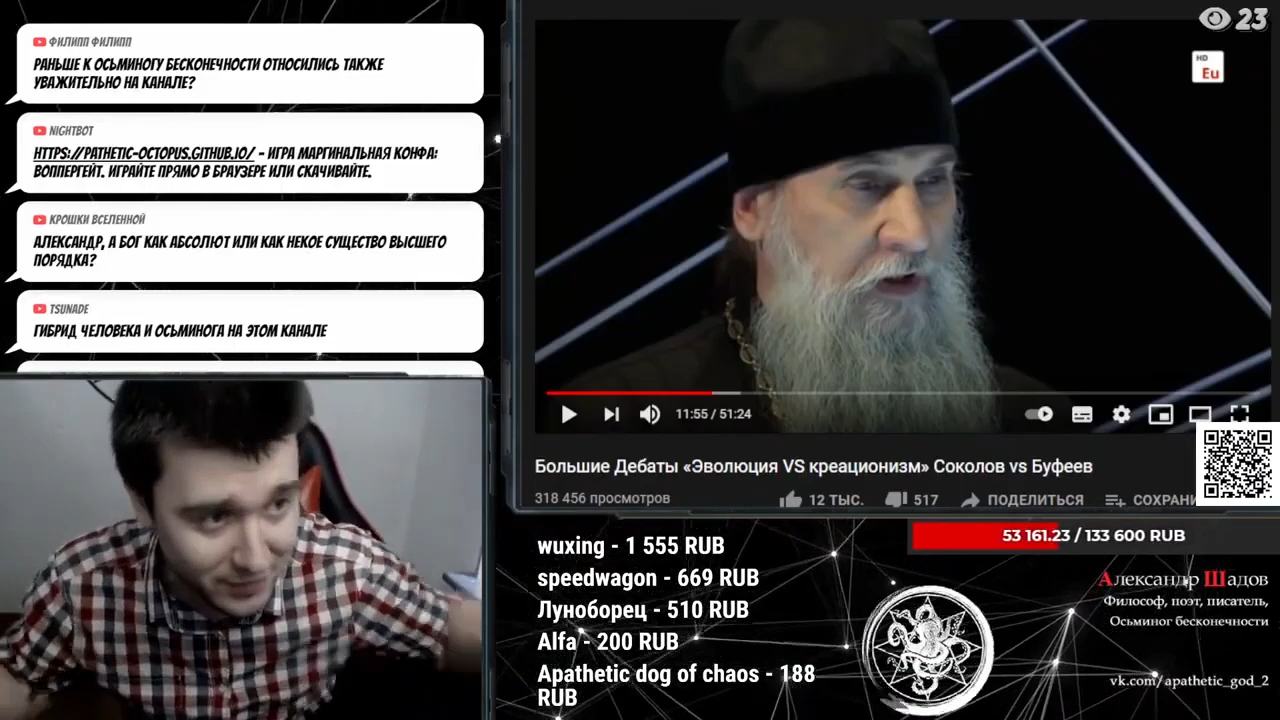 ФИЛИПП ФИЛИПП
РАНЬШЕ К ОСЬМИНОГУ БЕСКОНЕЧНОСТИ ОТНОСИЛИСЬ ТАКЖЕ
УВАЖИТЕЛЬНО НА КАНАЛЕ?
NIGHTBOT
HTTPS://PATHETIC-OCTOPUS.GITHUB.IO/ - ИГРА МАРГИНАЛЬНАЯ КОНФА:
ВОППЕРГЕЙТ. ИГРАЙТЕ ПРЯМО В БРАУЗЕРЕ ИЛИ СКАЧИВАЙТЕ.
КРОШКИ ВСЕЛЕННОЙ
АЛЕКСАНДР, А БОГ КАК АБСОЛЮТ ИЛИ КАК НЕКОЕ СУЩЕСТВО ВЫСШЕГО
ПОРЯДКА?
TSUNADE
ГИБРИД ЧЕЛОВЕКА И ОСЬМИНОГА НА ЭТОМ КАНАЛЕ
23
HD
Eu
11:55 / 51:24
Большие Дебаты «Эволюция VS креационизм» Соколов vs Буфеев
318 456 просмотров
12 ТЫС.
517
ПОДЕЛИТЬСЯ
СОХРАНИ
53 161.23 / 133 600 RUB
wuxing - 1 555 RUB
speedwagon - 669 RUB
Луноборец - 510 RUB
Alfa - 200 RUB
Apathetic dog of chaos - 188
RUB
Александр Шадов
Философ, поэт, писатель,
Осьминог бесконечности
vk.com/apathetic_god_2